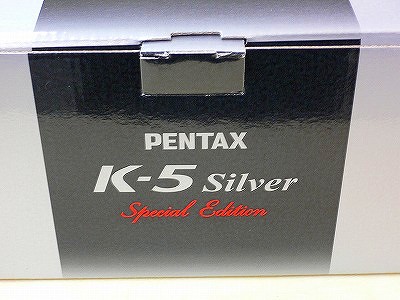 PENTAX
K-5 Silver
Special Edition